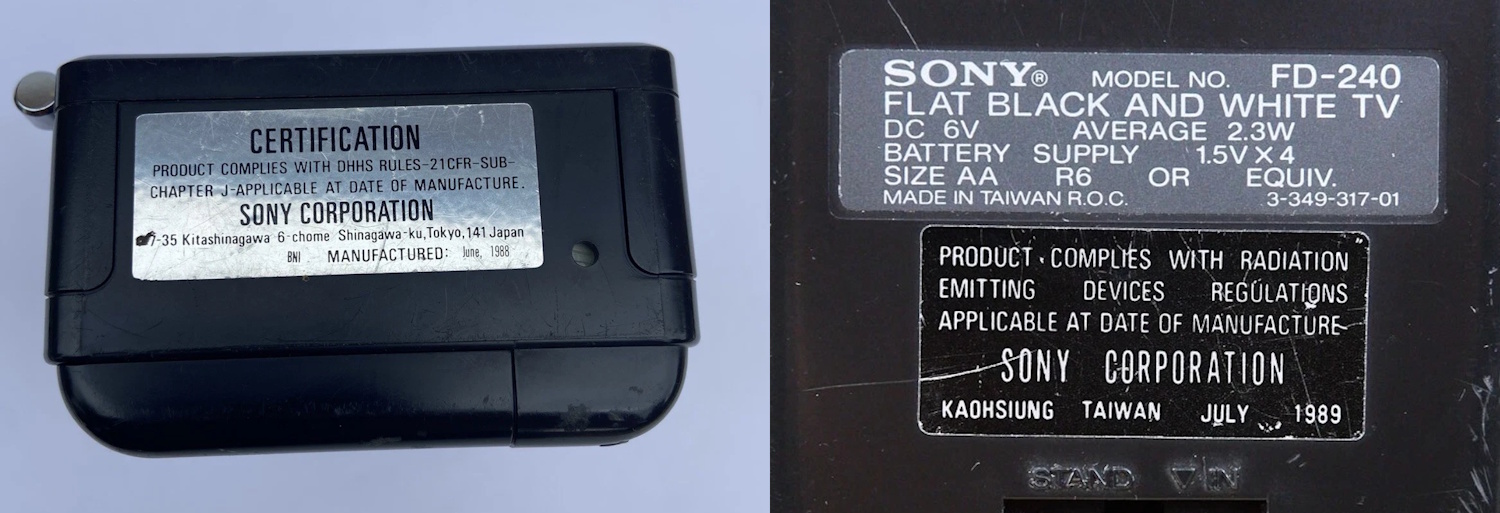 CERTIFICATION
PRODUCT COMPLIES WITH DHHS RULES-21CFR-SUB-
CHAPTER J-APPLICABLE AT DATE OF MANUFACTURE.
SONY CORPORATION
7-35 Kitashinagawa 6-chome Shinagawa-ku, Tokyo, 141 Japan
BNI MANUFACTURED: June, 1988
SONY® MODEL NO. FD-240
FLAT BLACK AND WHITE TV
DC 6V AVERAGE 2.3W
BATTERY SUPPLY 1.5V X 4
SIZE AA R6 OR EQUIV.
MADE IN TAIWAN R.O.C. 3-349-317-01
PRODUCT COMPLIES WITH RADIATION
EMITTING DEVICES REGULATIONS
APPLICABLE AT DATE OF MANUFACTURE
SONY CORPORATION
KAOHSIUNG TAIWAN JULY 1989
STAND ▽ IN